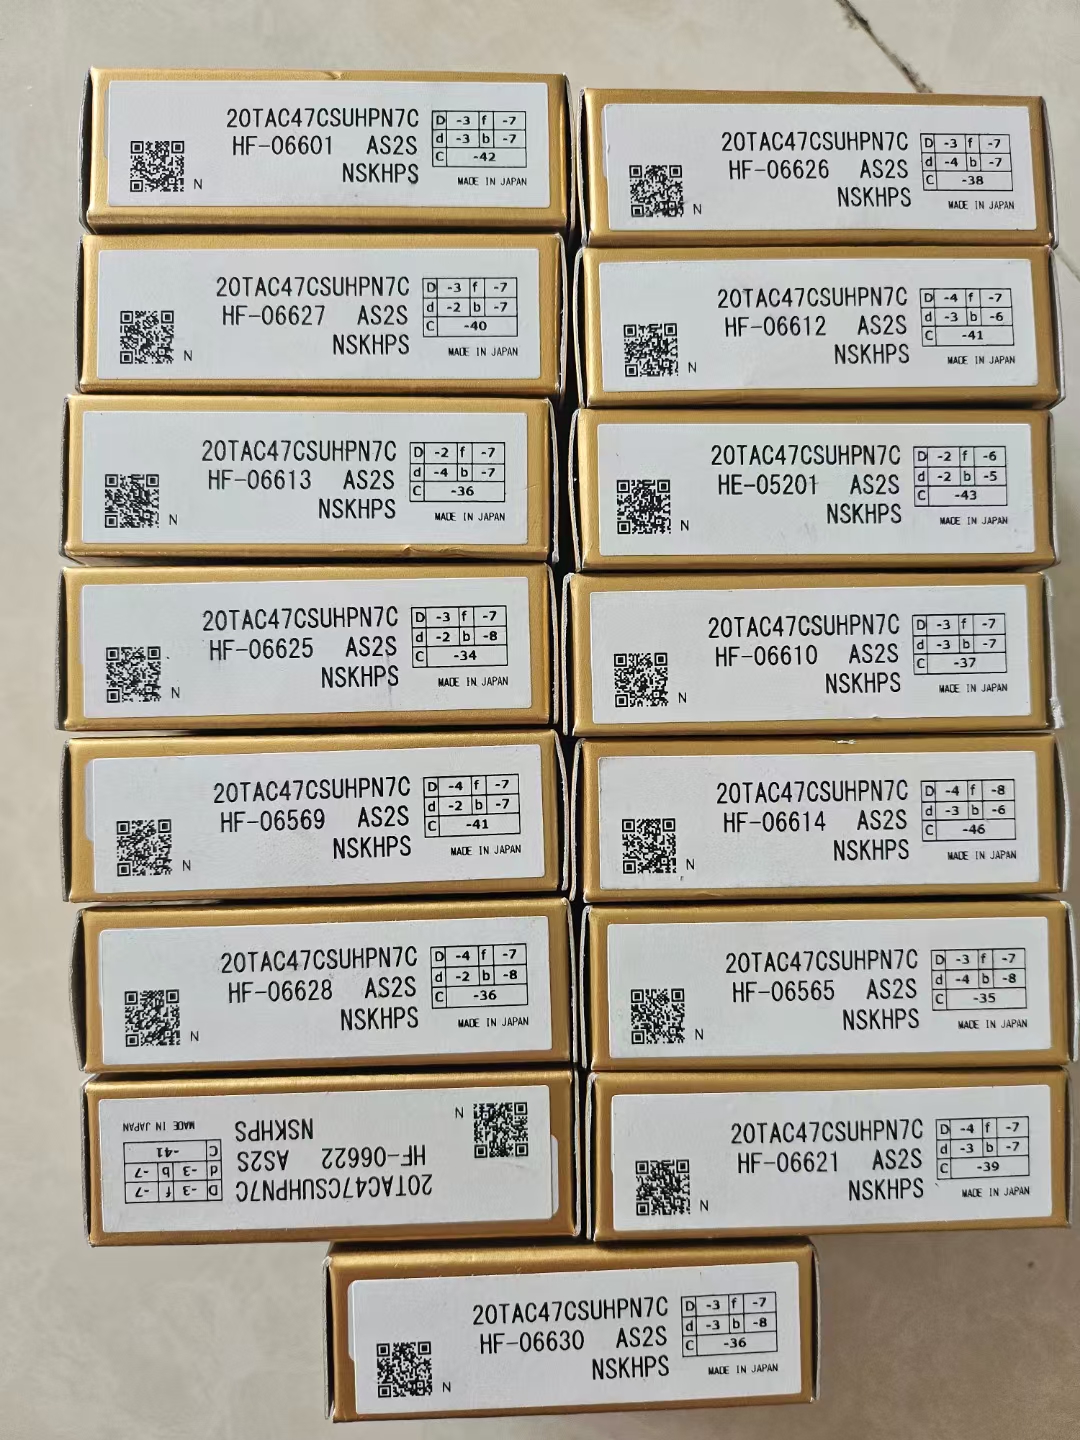 20TAC47CSUHPN7C
HF-06601 AS2S
NSKHPS
N
D -3 f -7
d -3 b -7
C -42
MADE IN JAPAN
20TAC47CSUHPN7C
HF-06626 AS2S
NSKHPS
N
D -3 f -7
d -4 b -7
C -38
MADE IN JAPAN
20TAC47CSUHPN7C
HF-06627 AS2S
NSKHPS
N
D -3 f -7
d -2 b -7
C -40
MADE IN JAPAN
20TAC47CSUHPN7C
HF-06612 AS2S
NSKHPS
N
D -4 f -7
d -3 b -6
C -41
MADE IN JAPAN
20TAC47CSUHPN7C
HF-06613 AS2S
NSKHPS
N
D -2 f -7
d -4 b -7
C -36
MADE IN JAPAN
20TAC47CSUHPN7C
HE-05201 AS2S
NSKHPS
N
D -2 f -6
d -2 b -5
C -43
MADE IN JAPAN
20TAC47CSUHPN7C
HF-06625 AS2S
NSKHPS
N
D -3 f -7
d -2 b -8
C -34
MADE IN JAPAN
20TAC47CSUHPN7C
HF-06610 AS2S
NSKHPS
N
D -3 f -7
d -3 b -7
C -37
MADE IN JAPAN
20TAC47CSUHPN7C
HF-06569 AS2S
NSKHPS
N
D -4 f -7
d -2 b -7
C -41
MADE IN JAPAN
20TAC47CSUHPN7C
HF-06614 AS2S
NSKHPS
N
D -4 f -8
d -3 b -6
C -46
MADE IN JAPAN
20TAC47CSUHPN7C
HF-06628 AS2S
NSKHPS
N
D -4 f -7
d -2 b -8
C -36
MADE IN JAPAN
20TAC47CSUHPN7C
HF-06565 AS2S
NSKHPS
N
D -3 f -7
d -4 b -8
C -35
MADE IN JAPAN
20TAC47CSUHPN7C
HF-06622 AS2S
NSKHPS
N
D -3 f -7
d -3 b -7
C -41
MADE IN JAPAN
20TAC47CSUHPN7C
HF-06621 AS2S
NSKHPS
N
D -4 f -7
d -3 b -7
C -39
MADE IN JAPAN
20TAC47CSUHPN7C
HF-06630 AS2S
NSKHPS
N
D -3 f -7
d -3 b -8
C -36
MADE IN JAPAN